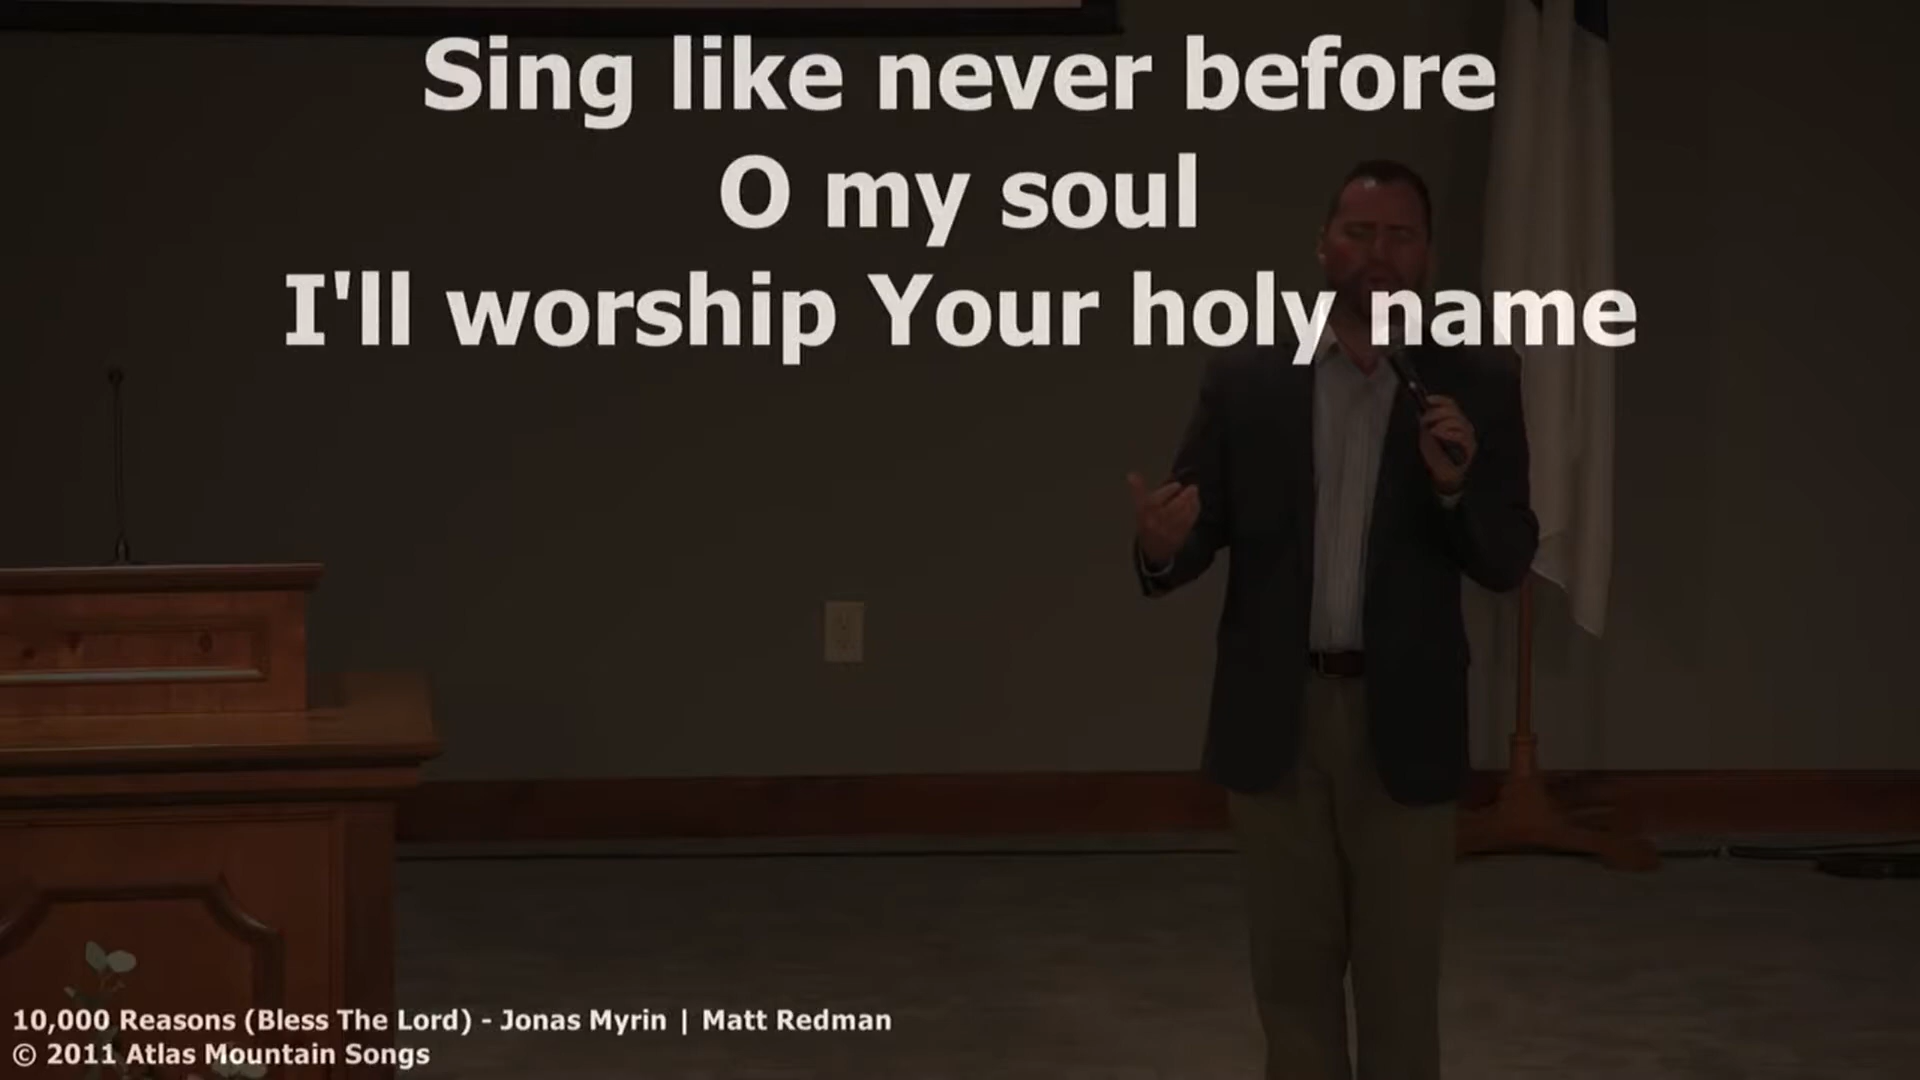 Sing like never before
O my soul
I'll worship Your holy name
10,000 Reasons (Bless The Lord) - Jonas Myrin | Matt Redman
© 2011 Atlas Mountain Songs